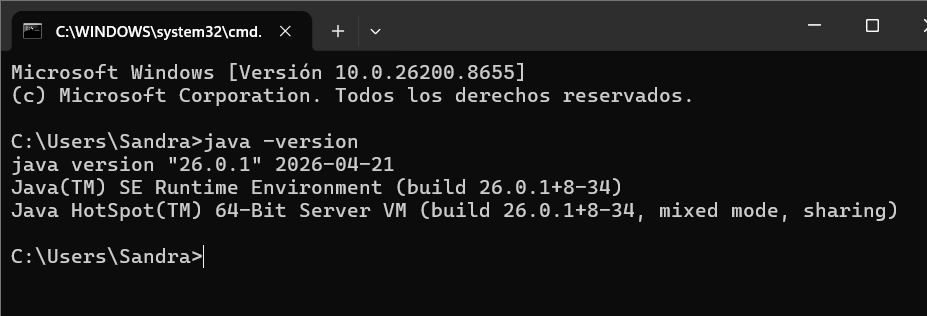 C:\WINDOWS\system32\cmd.
Microsoft Windows [Versión 10.0.26200.8655]
(c) Microsoft Corporation. Todos los derechos reservados.
C:\Users\Sandra>java -version
java version "26.0.1" 2026-04-21
Java(TM) SE Runtime Environment (build 26.0.1+8-34)
Java HotSpot(TM) 64-Bit Server VM (build 26.0.1+8-34, mixed mode, sharing)
C:\Users\Sandra>